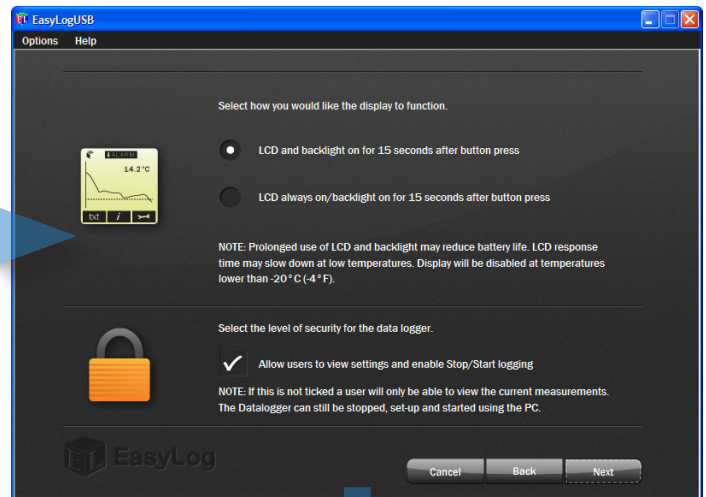 EasyLogUSB
Options Help
Select how you would like the display to function.
ALARM
14.2°C
LCD and backlight on for 15 seconds after button press
LCD always on/backlight on for 15 seconds after button press
txt i
NOTE: Prolonged use of LCD and backlight may reduce battery life. LCD response
time may slow down at low temperatures. Display will be disabled at temperatures
lower than -20°C (-4°F).
Select the level of security for the data logger.
Allow users to view settings and enable Stop/Start logging
NOTE: If this is not ticked a user will only be able to view the current measurements.
The Datalogger can still be stopped, set-up and started using the PC.
EasyLog
Cancel Back Next